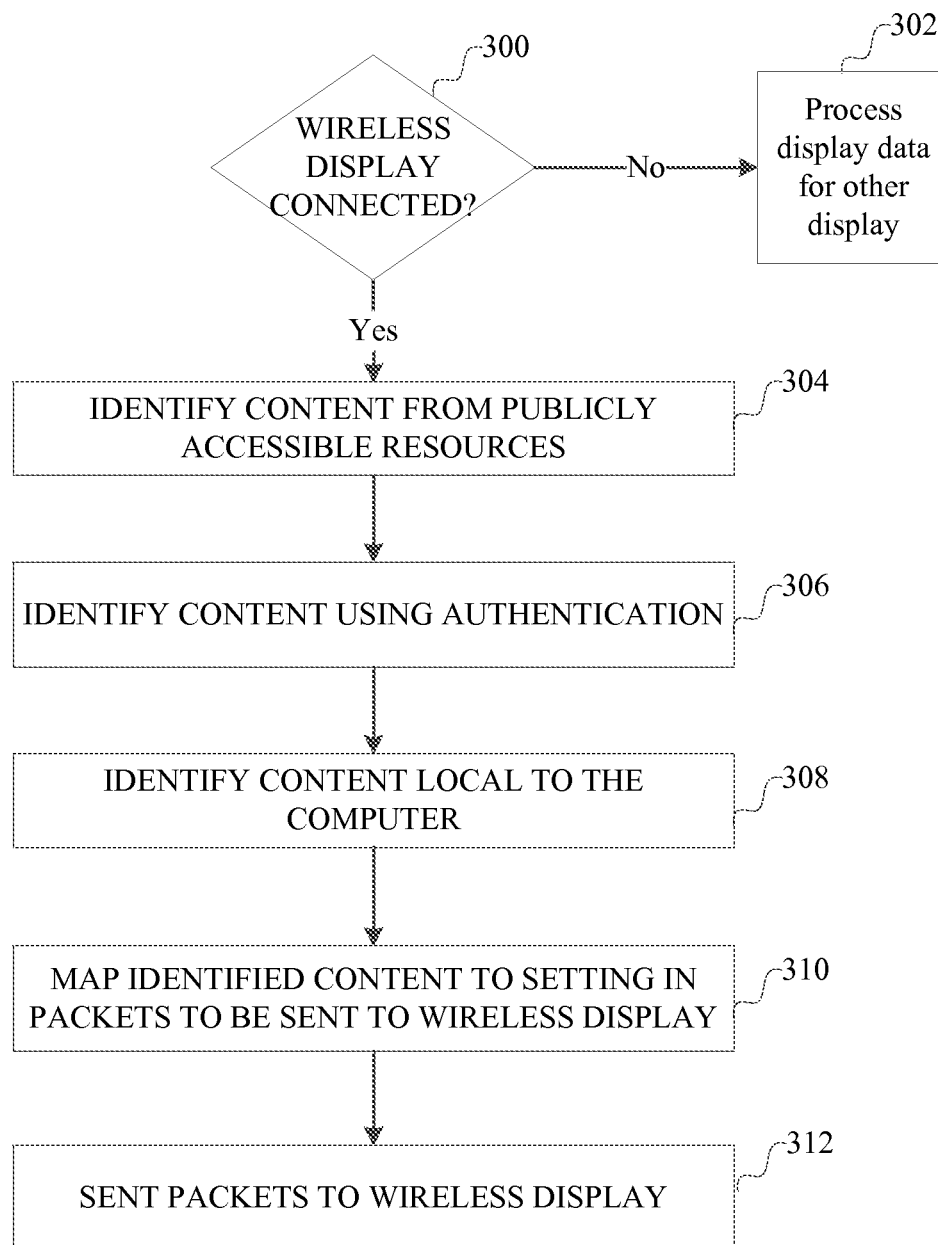 300
WIRELESS
DISPLAY
CONNECTED?
No
302
Process
display data
for other
display
Yes
304
IDENTIFY CONTENT FROM PUBLICLY
ACCESSIBLE RESOURCES
306
IDENTIFY CONTENT USING AUTHENTICATION
308
IDENTIFY CONTENT LOCAL TO THE
COMPUTER
310
MAP IDENTIFIED CONTENT TO SETTING IN
PACKETS TO BE SENT TO WIRELESS DISPLAY
312
SENT PACKETS TO WIRELESS DISPLAY